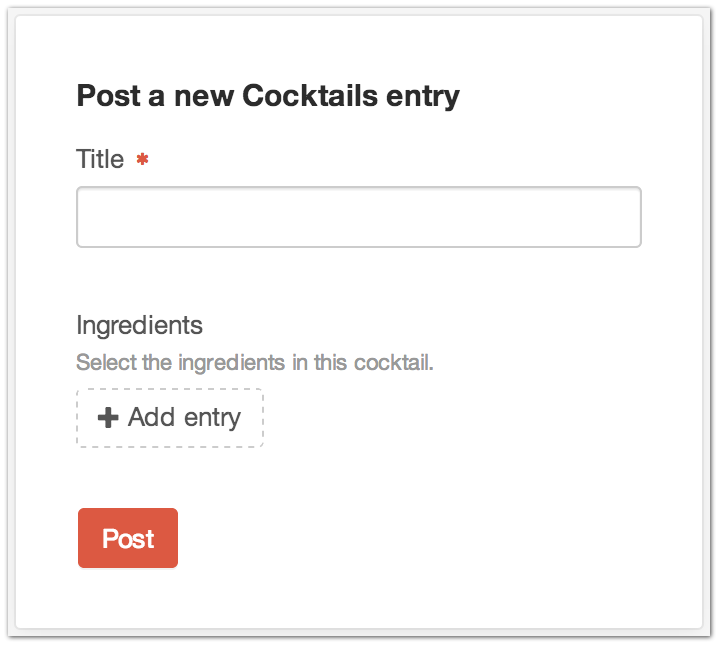 Post a new Cocktails entry
Title *
Ingredients
Select the ingredients in this cocktail.
+ Add entry
Post